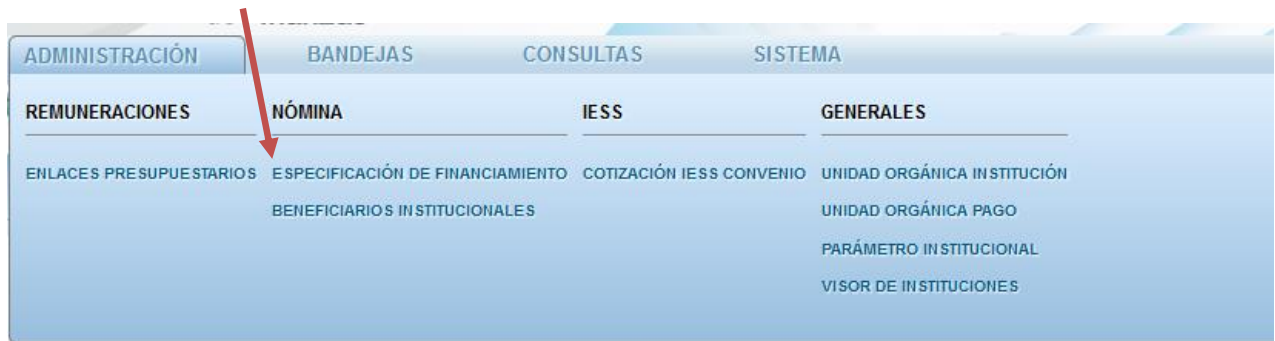 ADMINISTRACIÓN BANDEJAS CONSULTAS SISTEMA
REMUNERACIONES NÓMINA IESS GENERALES
ENLACES PRESUPUESTARIOS ESPECIFICACIÓN DE FINANCIAMIENTO COTIZACIÓN IESS CONVENIO UNIDAD ORGÁNICA INSTITUCIÓN
BENEFICIARIOS INSTITUCIONALES UNIDAD ORGÁNICA PAGO
PARÁMETRO INSTITUCIONAL
VISOR DE INSTITUCIONES